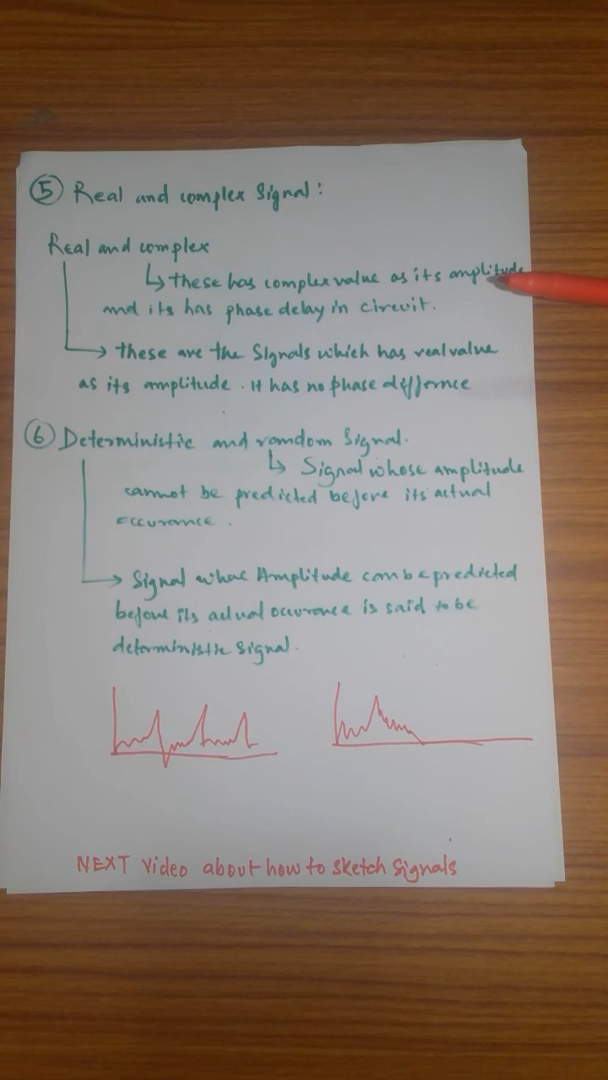 ⑤ Real and complex Signal:
Real and complex
↳ These has complex value as its amplitude
and its has phase delay in circuit.
→ These are the Signals which has real value
as its amplitude. It has no phase differnce
⑥ Deterministic and random Signal.
↳ Signal whose amplitude
cannot be predicted before its actual
occurance.
→ Signal whose Amplitude can be predicted
before its actual occurance is said to be
deterministic signal.
NEXT Video about how to sketch signals